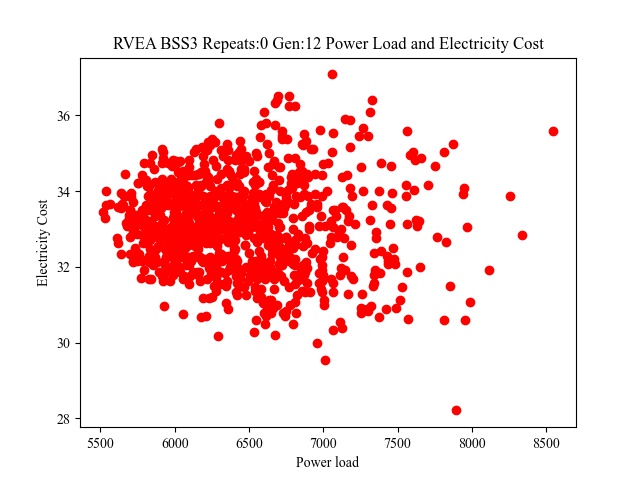 RVEA BSS3 Repeats:0 Gen:12 Power Load and Electricity Cost
Electricity Cost
36
34
32
30
28
5500 6000 6500 7000 7500 8000 8500
Power load